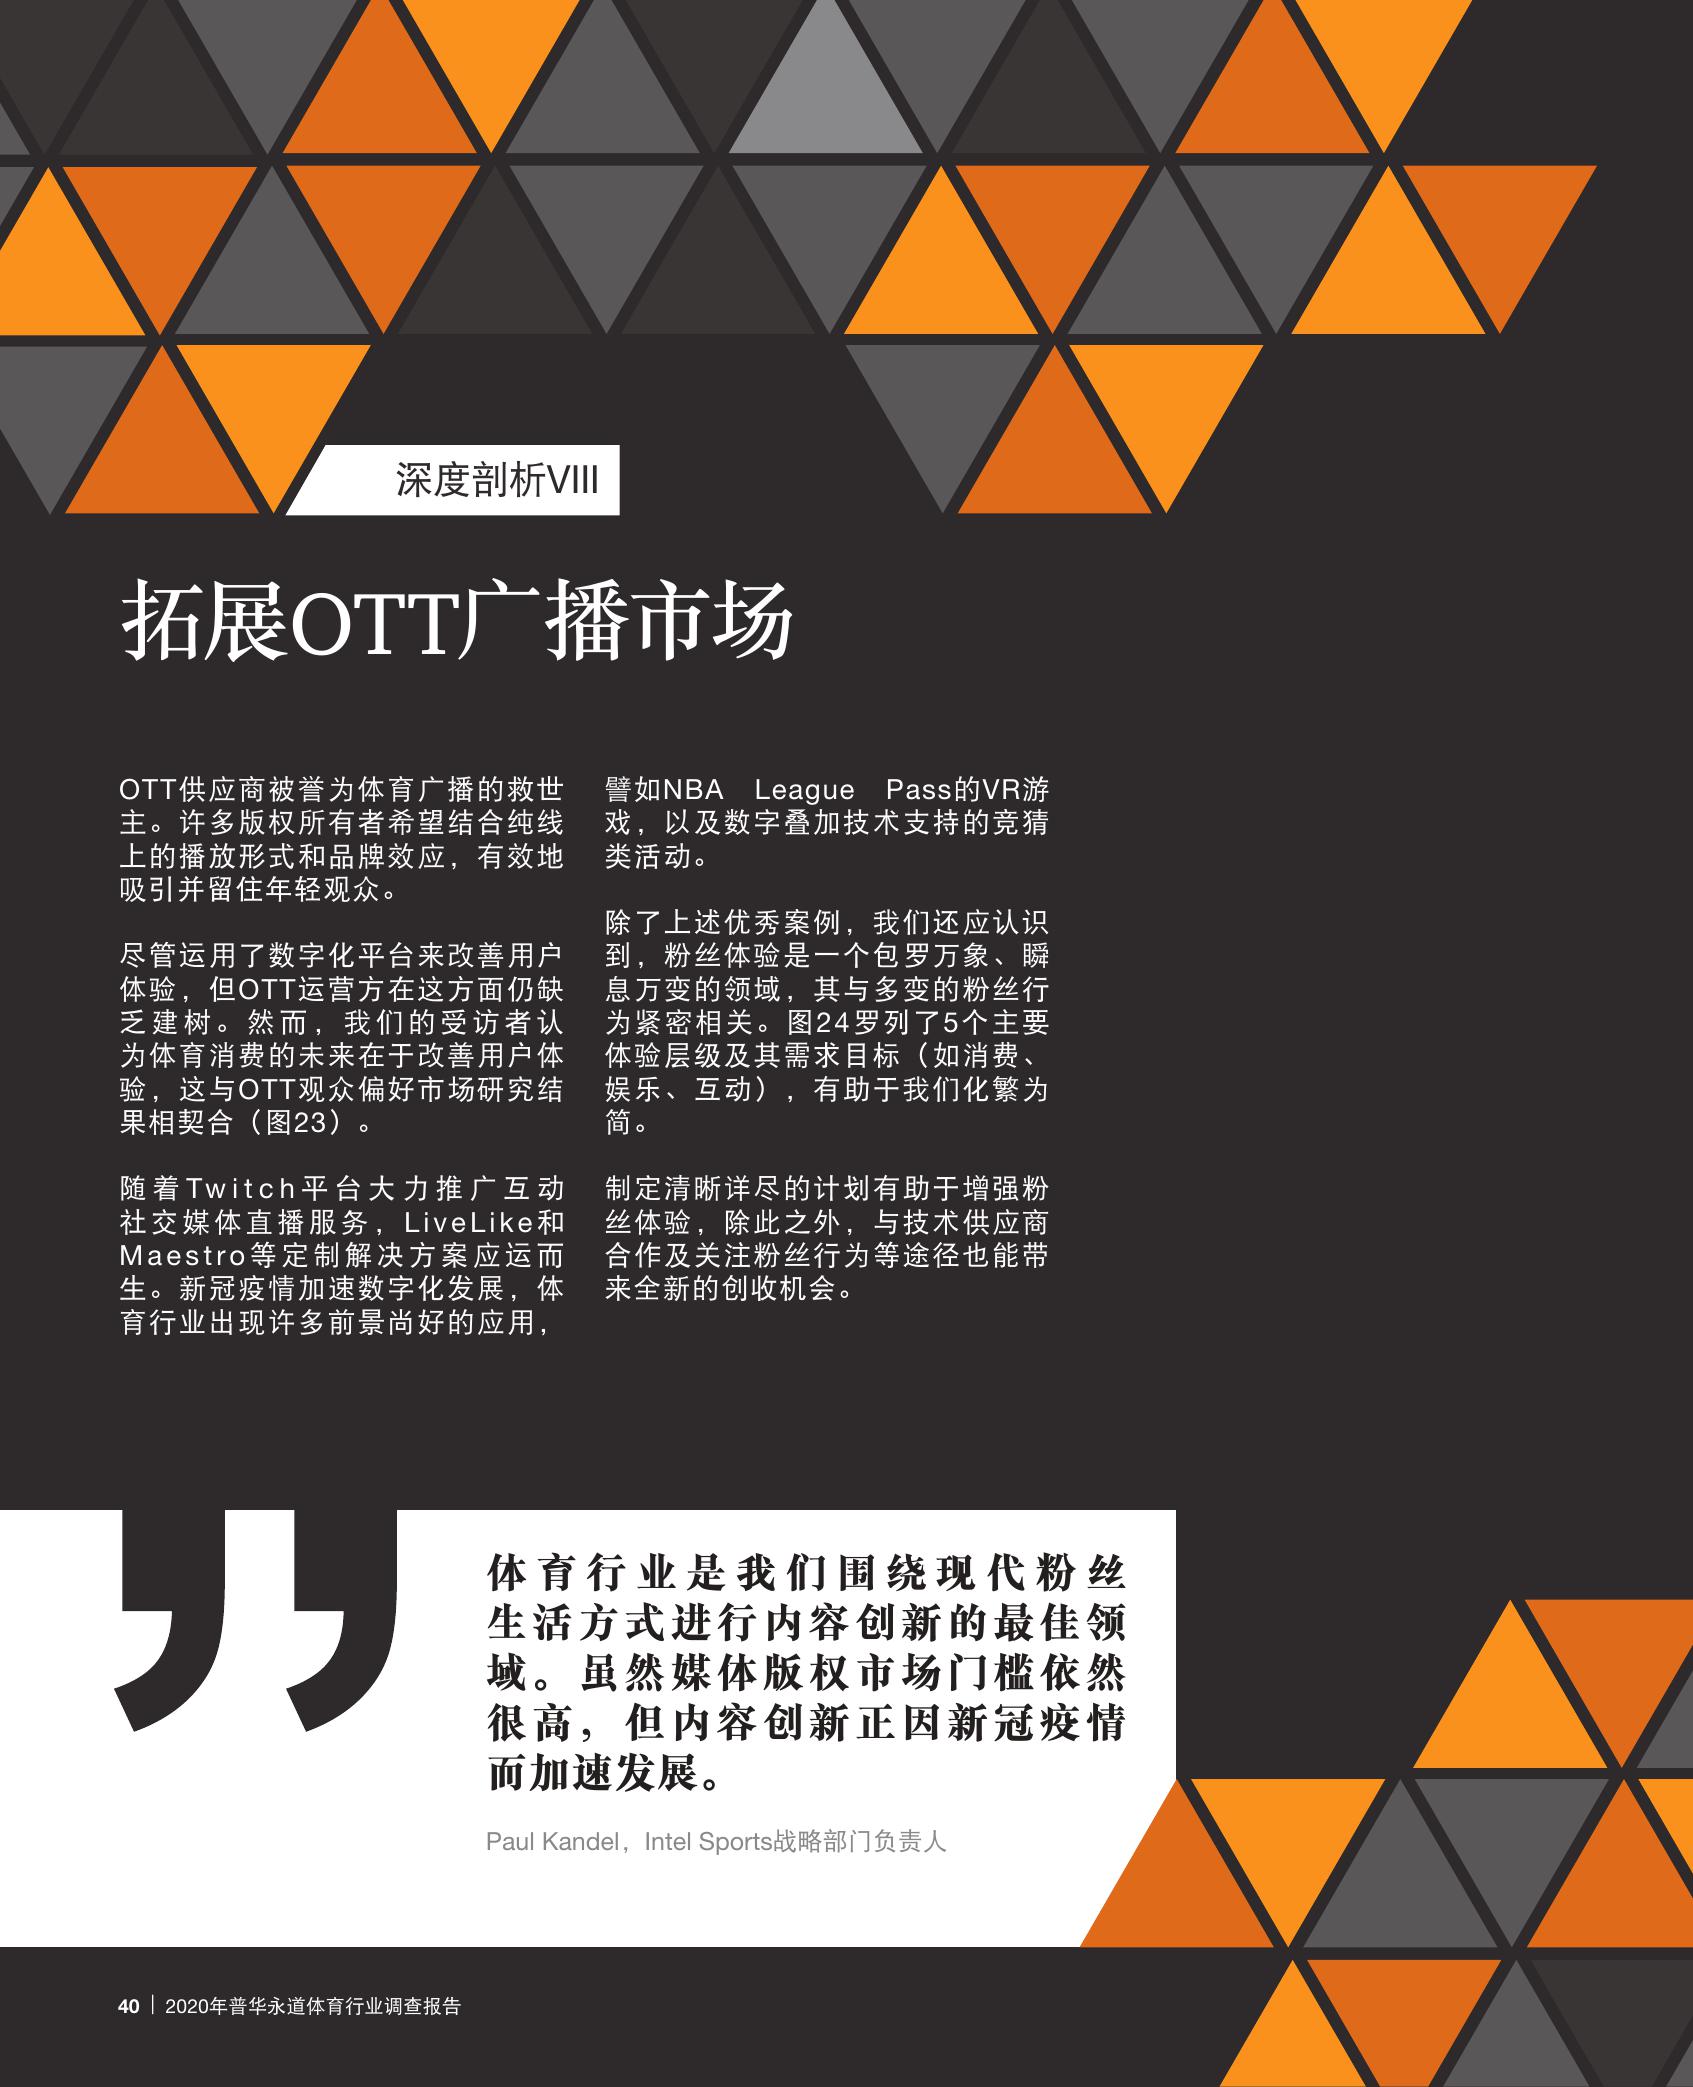 深度剖析VIII
拓展OTT广播市场
OTT供应商被誉为体育广播的救世
主。许多版权所有者希望结合纯线
上的播放形式和品牌效应，有效地
吸引并留住年轻观众。
尽管运用了数字化平台来改善用户
体验，但OTT运营方在这方面仍缺
乏建树。然而，我们的受访者认
为体育消费的未来在于改善用户体
验，这与OTT观众偏好市场研究结
果相契合（图23）。
随着Twitch平台大力推广互动
社交媒体直播服务，LiveLike和
Maestro等定制解决方案应运而
生。新冠疫情加速数字化发展，体
育行业出现许多前景尚好的应用，
譬如NBA League Pass的VR游
戏，以及数字叠加技术支持的竞猜
类活动。
除了上述优秀案例，我们还应认识
到，粉丝体验是一个包罗万象、瞬
息万变的领域，其与多变的粉丝行
为紧密相关。图24罗列了5个主要
体验层级及其需求目标（如消费、
娱乐、互动），有助于我们化繁为
简。
制定清晰详尽的计划有助于增强粉
丝体验，除此之外，与技术供应商
合作及关注粉丝行为等途径也能带
来全新的创收机会。
”
体育行业是我们围绕现代粉丝
生活方式进行内容创新的最佳领
域。虽然媒体版权市场门槛依然
很高，但内容创新正因新冠疫情
而加速发展。
Paul Kandel，Intel Sports战略部门负责人
40 | 2020年普华永道体育行业调查报告